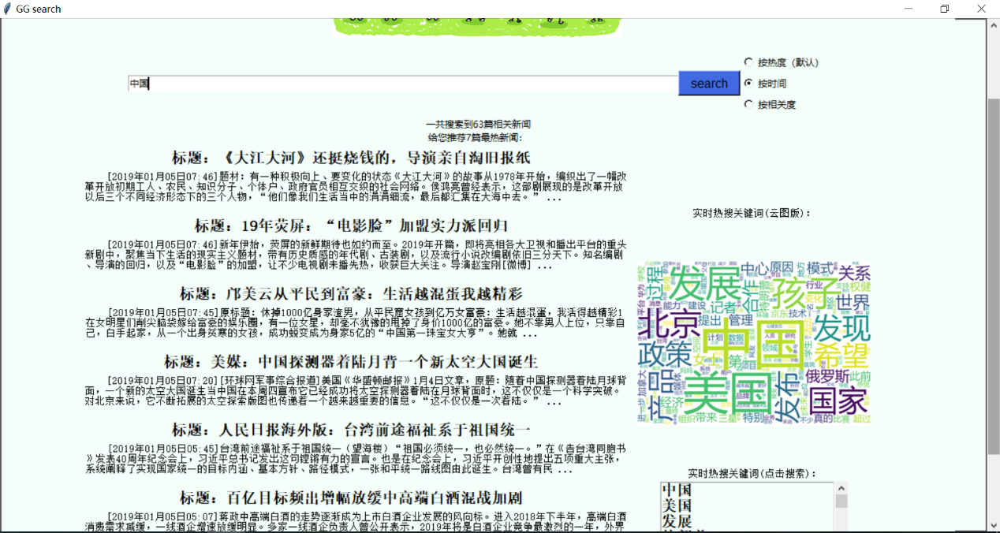 GG search
按热度（默认）
中国
search
按时间
按相关度
一共搜索到63篇相关新闻
给您推荐7篇最热新闻：
标题：《大江大河》还挺烧钱的，导演亲自淘旧报纸
[2019年01月05日07:46]题材：有一种积极向上、要变化的状态《大江大河》的故事从1978年开始，编织出了一幅改
革开放初期工人、农民、知识分子、个体户、政府官员相互交织的社会网络。侯鸿亮曾经表示，这部剧展现的是改革开放
以后三个不同经济形态下的三个人物，“他们像我们生活当中的涓涓细流，最后都汇集在大海中去。” ...
标题：19年荧屏：“电影脸”加盟实力派回归
[2019年01月05日07:46]新年伊始，荧屏的新鲜期待也如约而至。2019年开篇，即将亮相各大卫视和播出平台的重头
新剧中，聚焦当下生活的现实主义题材，带有历史质感的年代剧、古装剧，以及流行小说改编剧依旧三分天下。知名编剧
、导演的回归，以及“电影脸”的加盟，让不少电视剧未播先热，收获巨大关注。导演赵宝刚[微博] ...
标题：邝美云从平民到富豪：生活越混蛋我越精彩
[2019年01月05日07:45]原标题：休掉1000亿身家渣男，从平民窟女孩到亿万女富豪：生活越混蛋，我活得越精彩1
在女明星们削尖脑袋嫁给富豪的娱乐圈，有一位女星，却毫不犹豫的甩掉了身价1000亿的富豪。她不靠男人上位，只靠自
己，白手起家，从一个出身贫寒的女孩，成功蜕变成为身家5亿的“中国第一珠宝女大亨”。她就 ...
标题：美媒：中国探测器着陆月背一个新太空大国诞生
[2019年01月05日07:20][环球网军事综合报道]美国《华盛顿邮报》1月4日文章，原题：随着中国探测器着陆月球背
面，一个新的太空大国诞生当中国在本周四宣布它已经成功将太空探测器着陆在月球背面时，这不仅仅是一个科学突破。
对北京来说，它不断拓展的太空探索版图也传递着一个越来越重要的信息。“这不仅仅是一次着陆。” ...
标题：人民日报海外版：台湾前途福祉系于祖国统一
[2019年01月05日05:45]台湾前途福祉系于祖国统一（望海楼）“祖国必须统一，也必然统一。”在《告台湾同胞书
》发表40周年纪念会上，习近平总书记发出这句铿锵有力的宣言。也是在纪念会上，习近平开创性地提出五项重大主张，
系统阐释了实现国家统一的目标内涵、基本方针、路径模式，一张和平统一路线图由此诞生。台湾曾有民 ...
标题：百亿目标频出增幅放缓中高端白酒混战加剧
[2019年01月05日05:07]蒋政中高端白酒的走势逐渐成为上市白酒企业发展的风向标。进入2018年下半年，高端白酒
消费需求减缓，一线酒企增速放缓明显。多家一线酒企负责人曾公开表示，2019年将是白酒企业竞争最激烈的一年，外界
实时热搜关键词(云图版)：
过程
发展
中心
原因
模式
关系
孩子
行业
权健
变化
世界
能力
建设
记者
合作
特朗普
京东
技术
北京
提出
管理
中国
发现
计划
数据
领域
学生
政策
女子
第一
项目
希望
产品
美国
发布
俄罗斯
此前
国家
加拿大
进一步
经济
组织
带来
三星
特别
不少
真的
比赛
超过
实时热搜关键词(点击搜索)：
中国
美国
发展